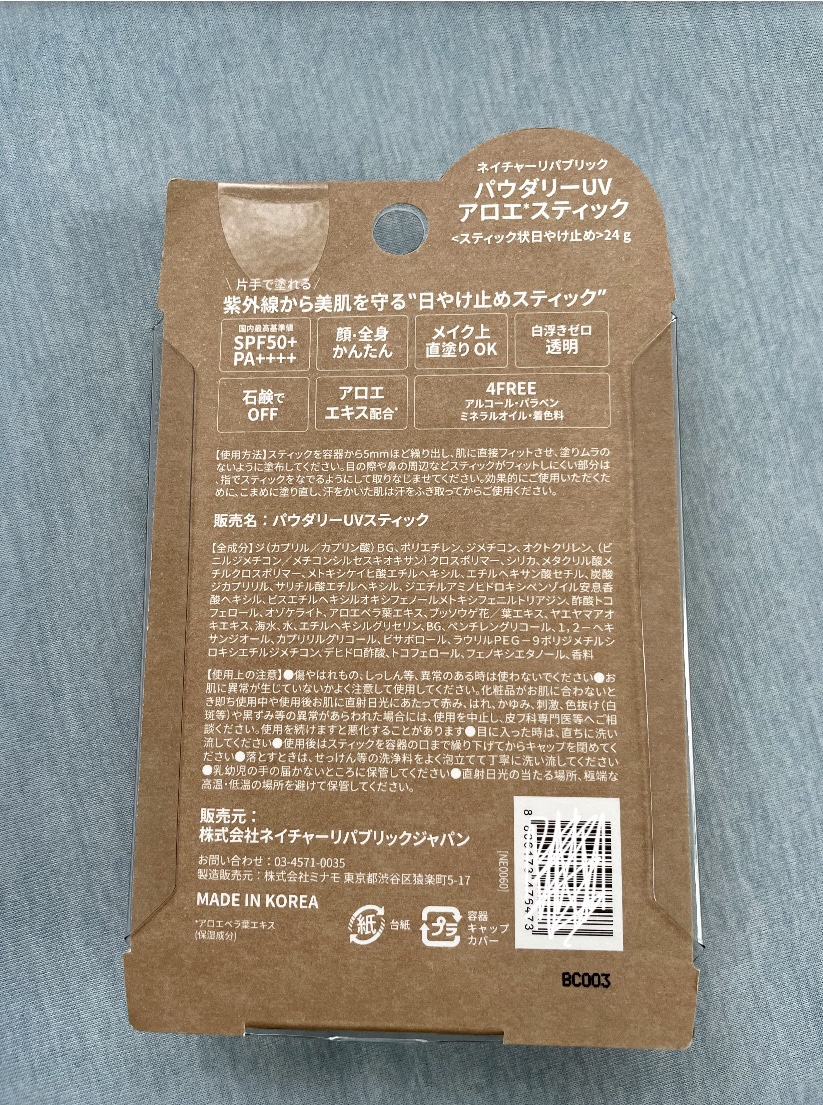 ネイチャーリパブリック
パウダリーUV
アロエ*スティック
<スティック状日やけ止め>24g
\ 片手で塗れる /
紫外線から美肌を守る"日やけ止めスティック"
国内最高基準値
SPF50+
PA++++
顔・全身
かんたん
メイク上
直塗りOK
白浮きゼロ
透明
石鹸で
OFF
アロエ
エキス配合*
4FREE
アルコール・パラベン
ミネラルオイル・着色料
【使用方法】スティックを容器から5mmほど繰り出し、肌に直接フィットさせ、塗りムラの
ないように塗布してください。目の際や鼻の周辺などスティックがフィットしにくい部分は
、指でスティックをなでるようにして取りなじませてください。効果的にご使用いただくた
めに、こまめに塗り直し、汗をかいた肌は汗をふき取ってからご使用ください。
販売名：パウダリーUVスティック
【全成分】ジ(カプリル／カプリン酸)BG、ポリエチレン、ジメチコン、オクトクリレン、(ビ
ニルジメチコン／メチコンシルセスキオキサン)クロスポリマー、シリカ、メタクリル酸メ
チルクロスポリマー、メトキシケイヒ酸エチルヘキシル、エチルヘキサン酸セチル、炭酸
ジカプリリル、サリチル酸エチルヘキシル、ジエチルアミノヒドロキシベンゾイル安息香
酸ヘキシル、ビスエチルヘキシルオキシフェノールメトキシフェニルトリアジン、酢酸トコ
フェロール、オゾケライト、アロエベラ葉エキス、ブッソウゲ花／葉エキス、ヤエヤマアオ
キエキス、海水、水、エチルヘキシルグリセリン、BG、ペンチレングリコール、1,2－ヘキ
サンジオール、カプリリルグリコール、ビサボロール、ラウリルPEG－9ポリジメチルシ
ロキシエチルジメチコン、デヒドロ酢酸、トコフェロール、フェノキシエタノール、香料
【使用上の注意】●傷やはれもの、しっしん等、異常のある時は使わないでください●お
肌に異常が生じていないかよく注意して使用してください。化粧品がお肌に合わないと
き即ち使用中や使用後お肌に直射日光にあたって赤み、はれ、かゆみ、刺激、色抜け(白
斑等)や黒ずみ等の異常があらわれた場合には、使用を中止し、皮フ科専門医等へご相
談ください。使用を続けますと悪化することがあります●目に入った時は、直ちに洗い
流してください●使用後はスティックを容器の口まで繰り下げてからキャップを閉めてく
ださい●落とすときは、せっけん等の洗浄料をよく泡立てて丁寧に洗い流してください
●乳幼児の手の届かないところに保管してください●直射日光の当たる場所、極端な
高温・低温の場所を避けて保管してください。
販売元：
株式会社ネイチャーリパブリックジャパン
お問い合わせ：03-4571-0035
製造販売元：株式会社ミナモ 東京都渋谷区猿楽町5-17
MADE IN KOREA
*アロエベラ葉エキス
(保湿成分)
紙 台紙
プラ
容器
キャップ
カバー
[NE0060]
BC003